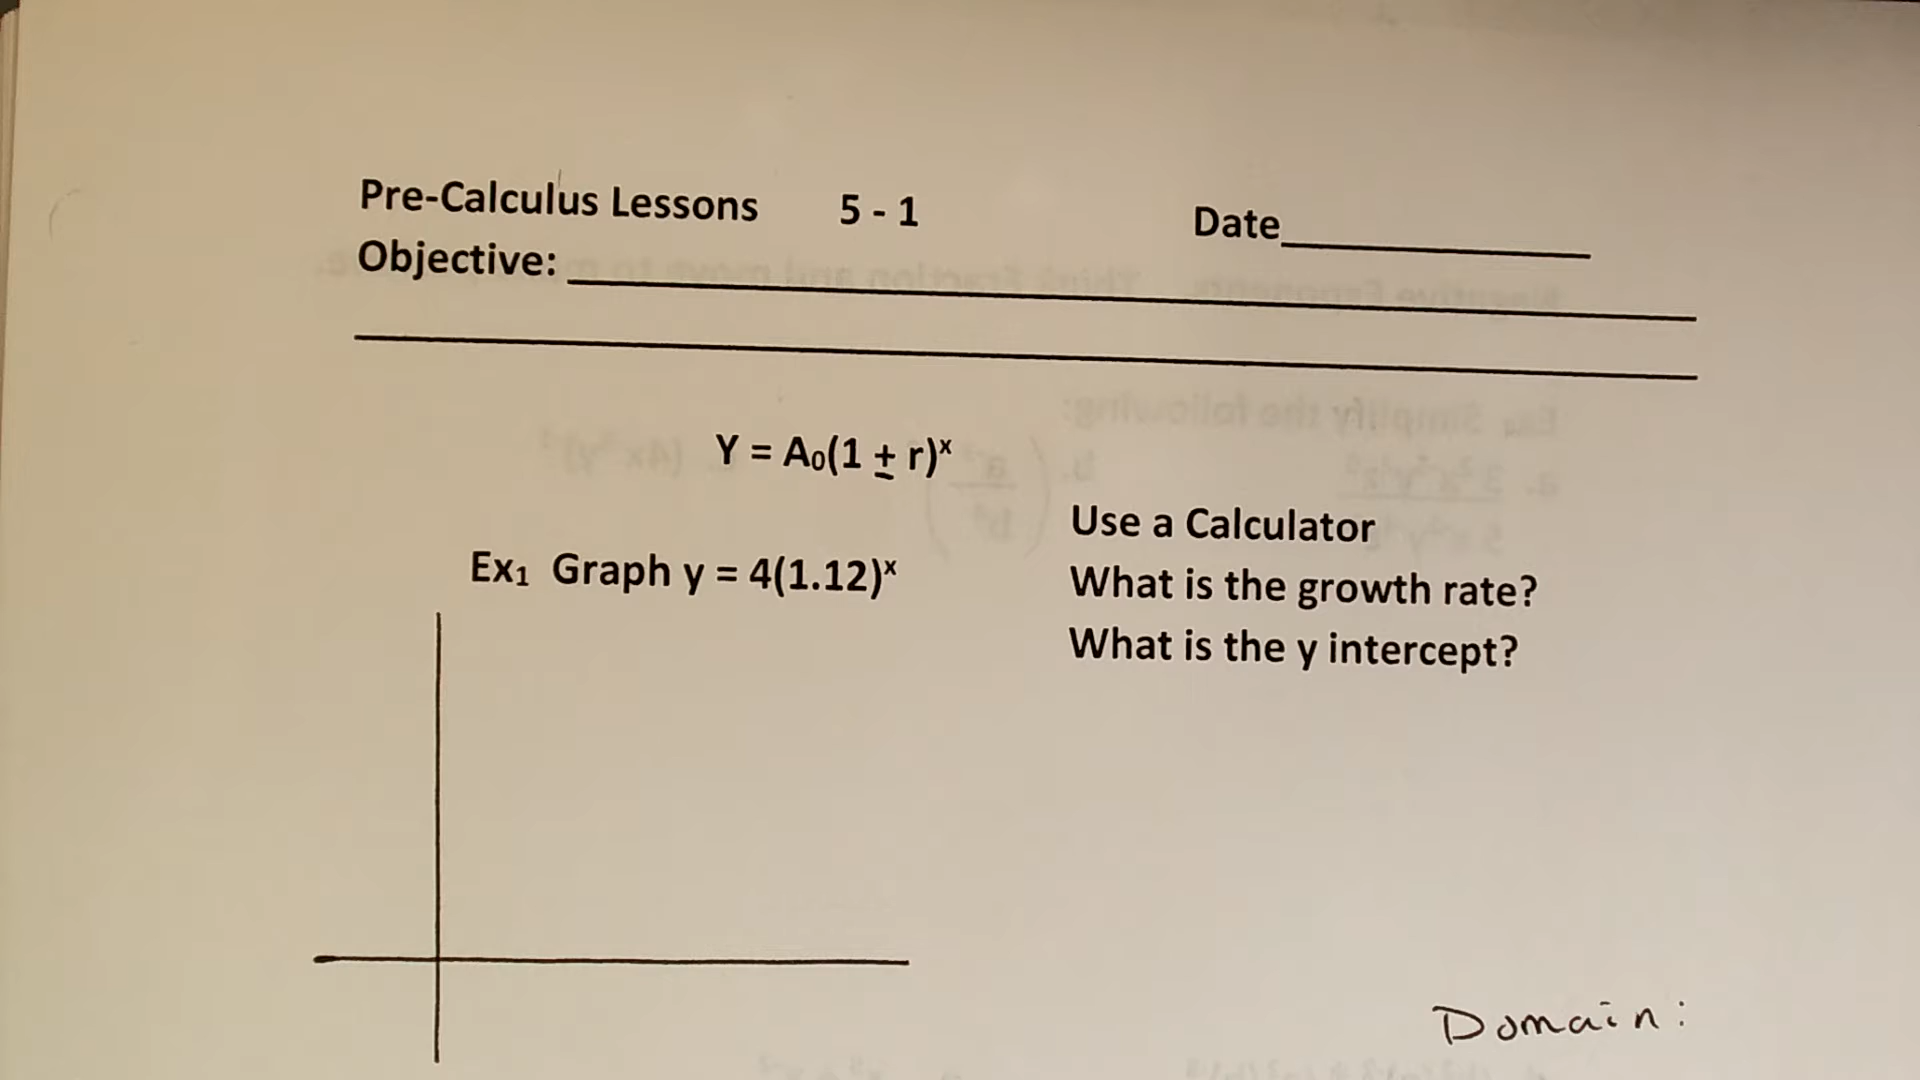 Pre-Calculus Lessons 5 - 1 Date
Objective:
Y = A₀(1 ± r)ˣ
Use a Calculator
Ex₁ Graph y = 4(1.12)ˣ
What is the growth rate?
What is the y intercept?
Domain: